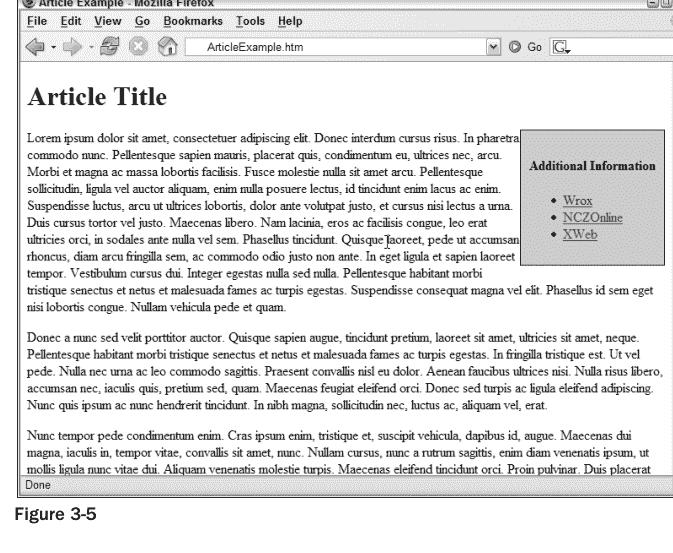 Article Example - Mozilla Firefox
File Edit View Go Bookmarks Tools Help
ArticleExample.htm
Go
G
Article Title
Lorem ipsum dolor sit amet, consectetuer adipiscing elit. Donec interdum cursus risus. In pharetra
commodo nunc. Pellentesque sapien mauris, placerat quis, condimentum eu, ultrices nec, arcu.
Morbi et magna ac massa lobortis facilisis. Fusce molestie nulla sit amet arcu. Pellentesque
sollicitudin, ligula vel auctor aliquam, enim nulla posuere lectus, id tincidunt enim lacus ac enim.
Suspendisse luctus, arcu ut ultrices lobortis, dolor ante volutpat justo, et cursus nisi lectus a urna.
Duis cursus tortor vel justo. Maecenas libero. Nam lacinia, eros ac facilisis congue, leo erat
ultricies orci, in sodales ante nulla vel sem. Phasellus tincidunt. Quisque laoreet, pede ut accumsan
rhoncus, diam arcu fringilla sem, ac commodo odio justo non ante. In eget ligula et sapien laoreet
tempor. Vestibulum cursus dui. Integer egestas nulla sed nulla. Pellentesque habitant morbi
tristique senectus et netus et malesuada fames ac turpis egestas. Suspendisse consequat magna vel elit. Phasellus id sem eget
nisi lobortis congue. Nullam vehicula pede et quam.
Additional Information
Wrox
NCZOnline
XWeb
Donec a nunc sed velit porttitor auctor. Quisque sapien augue, tincidunt pretium, laoreet sit amet, ultricies sit amet, neque.
Pellentesque habitant morbi tristique senectus et netus et malesuada fames ac turpis egestas. In fringilla tristique est. Ut vel
pede. Nulla nec urna ac leo commodo sagittis. Praesent convallis nisl eu dolor. Aenean faucibus ultrices nisi. Nulla risus libero,
accumsan nec, iaculis quis, pretium sed, quam. Maecenas feugiat eleifend orci. Donec sed turpis ac ligula eleifend adipiscing.
Nunc quis ipsum ac nunc hendrerit tincidunt. In nibh magna, sollicitudin nec, luctus ac, aliquam vel, erat.
Nunc tempor pede condimentum enim. Cras ipsum enim, tristique et, suscipit vehicula, dapibus id, augue. Maecenas dui
magna, iaculis in, tempor vitae, convallis sit amet, nunc. Nullam cursus, nunc a rutrum sagittis, enim diam venenatis ipsum, ut
mollis ligula nunc vitae dui. Aliquam venenatis molestie turpis. Maecenas eleifend tincidunt orci. Proin pulvinar. Duis placerat
Done
Figure 3-5